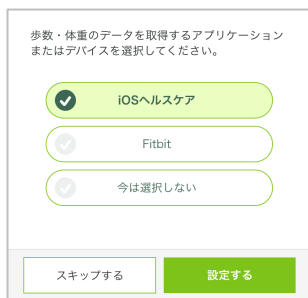 歩数・体重のデータを取得するアプリケーション
またはデバイスを選択してください。
iOSヘルスケア
Fitbit
今は選択しない
スキップする
設定する